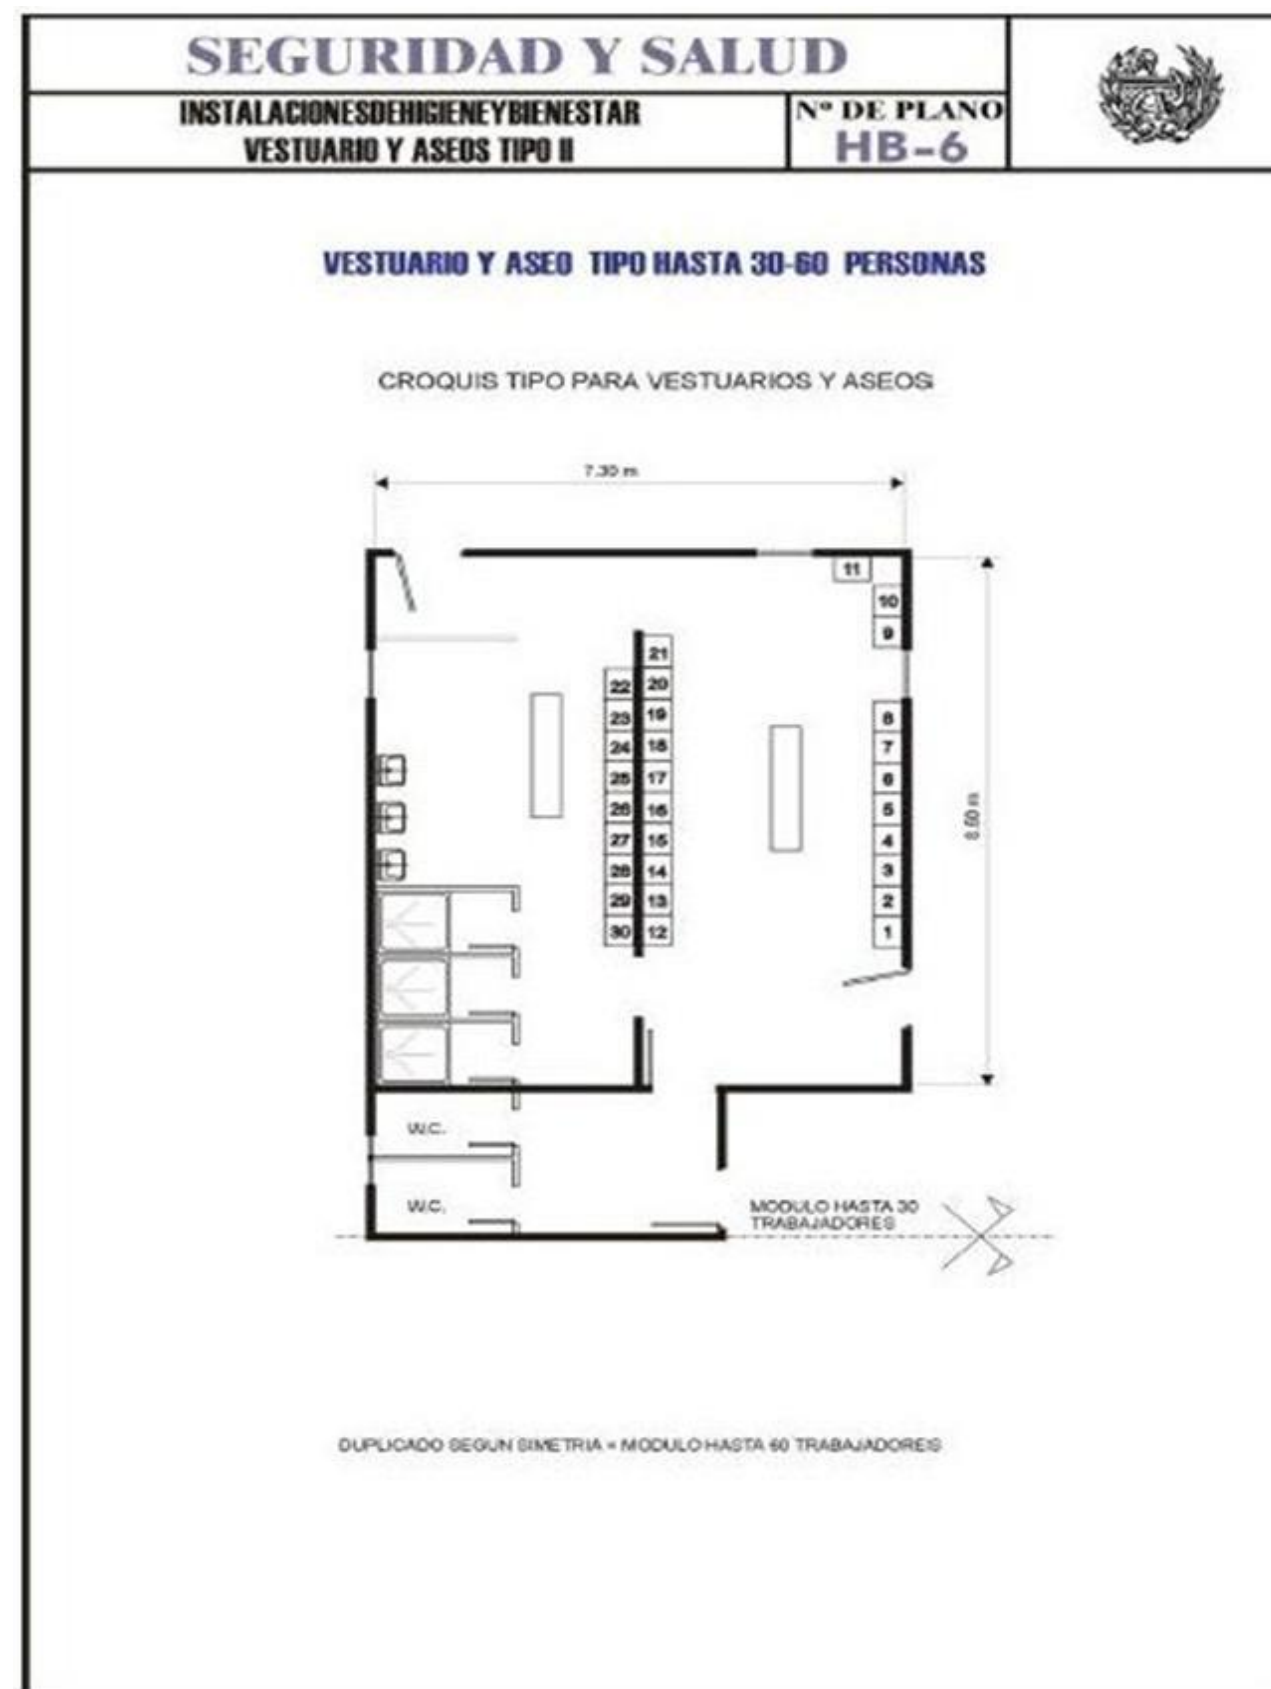 SEGURIDAD Y SALUD
INSTALACIONESDEHIGIENEYBIENESTAR
VESTUARIO Y ASEOS TIPO II
Nº DE PLANO
HB-6
VESTUARIO Y ASEO TIPO HASTA 30-60 PERSONAS
CROQUIS TIPO PARA VESTUARIOS Y ASEOS
7.30 m
11
10
9
21
22 20
23 19 8
24 18 7
25 17 6
26 16 5
27 15 4
28 14 3
29 13 2
30 12 1
W.C.
W.C.
MODULO HASTA 30
TRABAJADORES
DUPLICADO SEGUN SIMETRIA = MODULO HASTA 60 TRABAJADORES